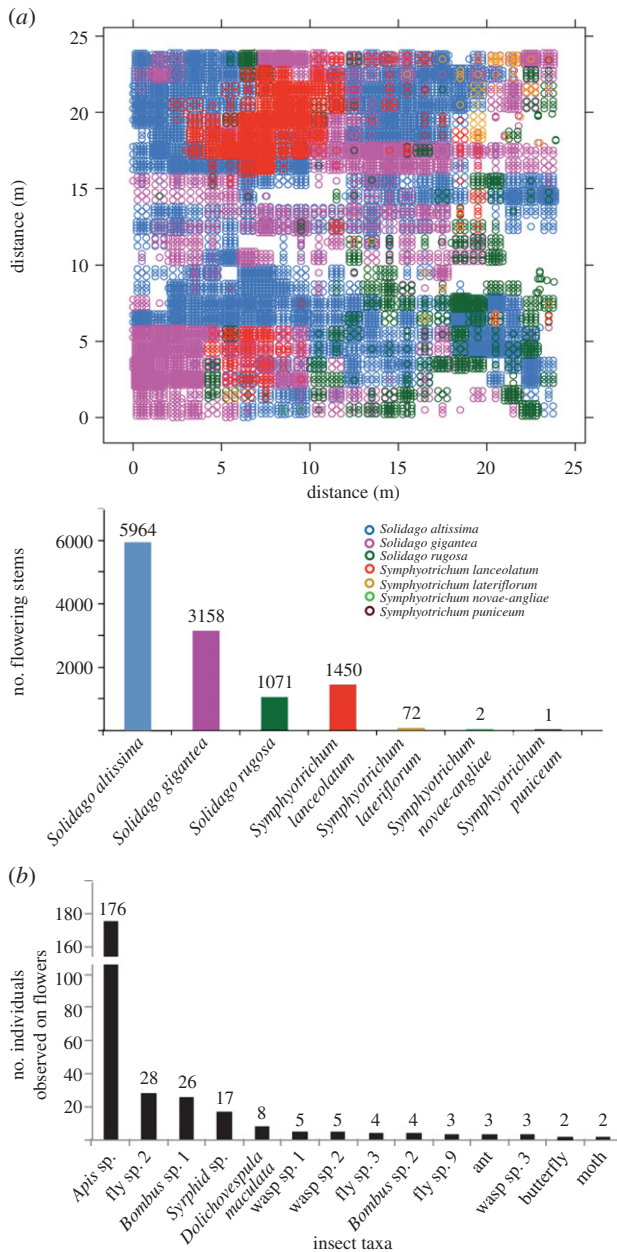 (a)
25
20
15
10
5
0
distance (m)
0 5 10 15 20 25
distance (m)
no. flowering stems
6000
4000
2000
5964
3158
1071
1450
72
2
1
Solidago altissima
Solidago gigantea
Solidago rugosa
Symphyotrichum lanceolatum
Symphyotrichum lateriflorum
Symphyotrichum novae-angliae
Symphyotrichum puniceum
Solidago altissima
Solidago gigantea
Solidago rugosa
Symphyotrichum
lanceolatum
Symphyotrichum
lateriflorum
Symphyotrichum
novae-angliae
Symphyotrichum
puniceum
(b)
no. individuals
observed on flowers
180
160
100
80
60
40
20
176
28
26
17
8
5
5
4
4
3
3
3
2
2
Apis sp.
fly sp. 2
Bombus sp. 1
Syrphid sp.
Dolichovespula
maculata
wasp sp. 1
wasp sp. 2
fly sp. 3
Bombus sp. 2
fly sp. 9
ant
wasp sp. 3
butterfly
moth
insect taxa